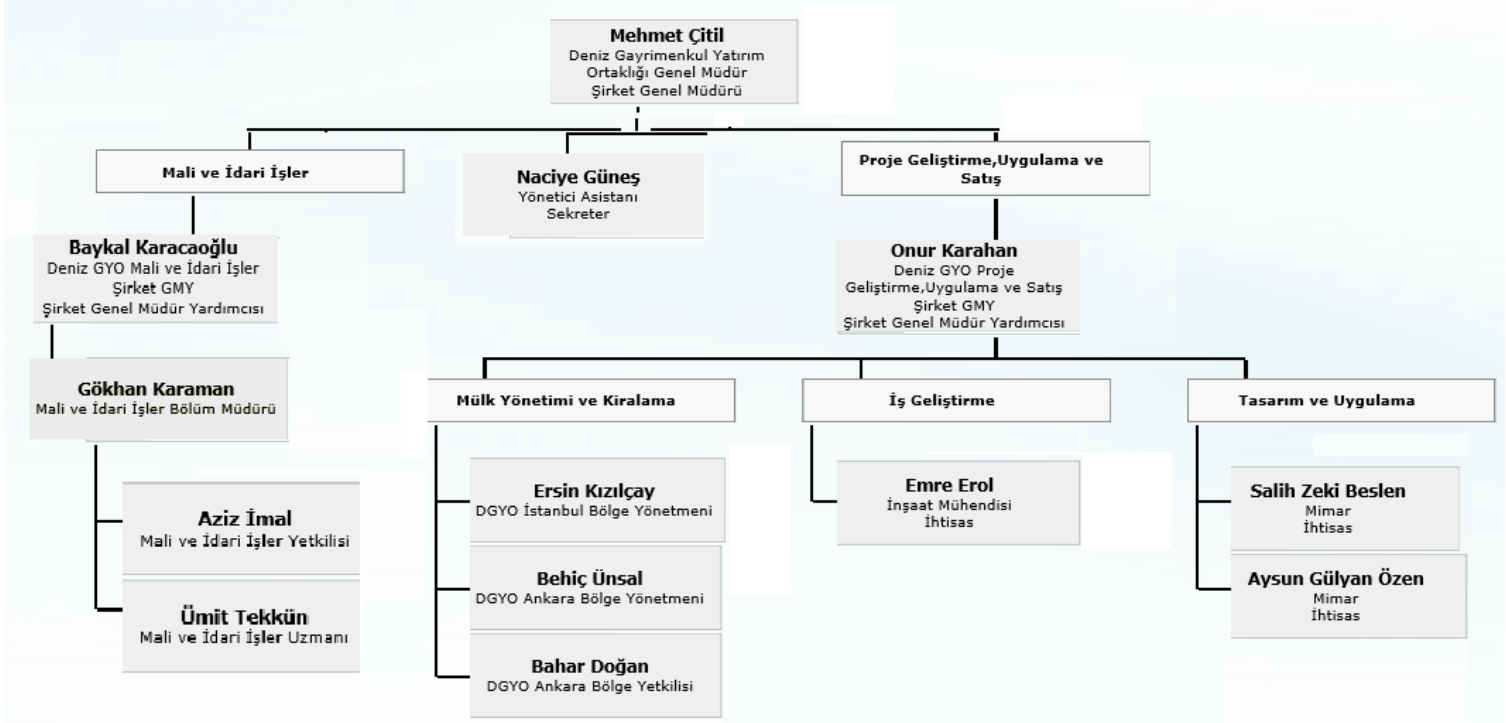 Mehmet Çitil
Deniz Gayrimenkul Yatırım
Ortaklığı Genel Müdür
Şirket Genel Müdürü
Mali ve İdari İşler
Naciye Güneş
Yönetici Asistanı
Sekreter
Proje Geliştirme,Uygulama ve
Satış
Baykal Karacaoğlu
Deniz GYO Mali ve İdari İşler
Şirket GMY
Şirket Genel Müdür Yardımcısı
Onur Karahan
Deniz GYO Proje
Geliştirme,Uygulama ve Satış
Şirket GMY
Şirket Genel Müdür Yardımcısı
Gökhan Karaman
Mali ve İdari İşler Bölüm Müdürü
Mülk Yönetimi ve Kiralama
İş Geliştirme
Tasarım ve Uygulama
Aziz İmal
Mali ve İdari İşler Yetkilisi
Ümit Tekkün
Mali ve İdari İşler Uzmanı
Ersin Kızılçay
DGYO İstanbul Bölge Yönetmeni
Behiç Ünsal
DGYO Ankara Bölge Yönetmeni
Bahar Doğan
DGYO Ankara Bölge Yetkilisi
Emre Erol
İnşaat Mühendisi
İhtisas
Salih Zeki Beslen
Mimar
İhtisas
Aysun Gülyan Özen
Mimar
İhtisas